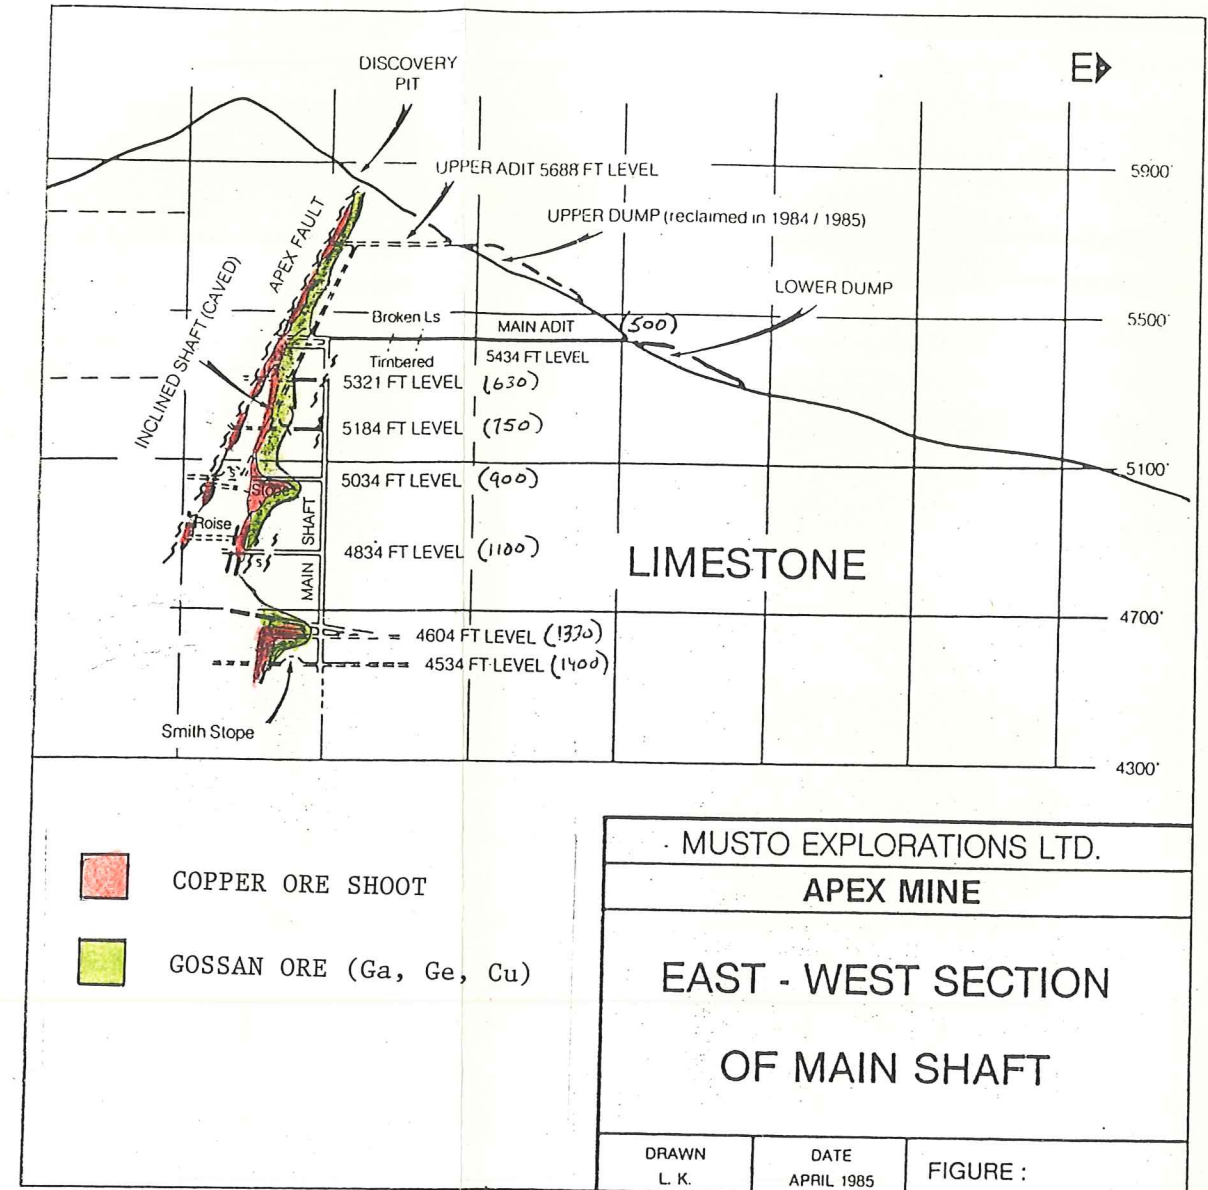 DISCOVERY
PIT
E
UPPER ADIT 5688 FT LEVEL
5900'
UPPER DUMP (reclaimed in 1984 / 1985)
APEX FAULT
INCLINED SHAFT (CAVED)
LOWER DUMP
Broken Ls
MAIN ADIT (500)
5500'
Timbered
5434 FT LEVEL
5321 FT LEVEL (630)
5184 FT LEVEL (750)
5100'
S
5034 FT LEVEL (900)
Stope
Roise
MAIN SHAFT
4834 FT LEVEL (1100)
S
LIMESTONE
4700'
4604 FT LEVEL (1330)
4534 FT LEVEL (1400)
Smith Stope
4300'
COPPER ORE SHOOT
GOSSAN ORE (Ga, Ge, Cu)
MUSTO EXPLORATIONS LTD.
APEX MINE
EAST - WEST SECTION
OF MAIN SHAFT
DRAWN
L. K.
DATE
APRIL 1985
FIGURE :